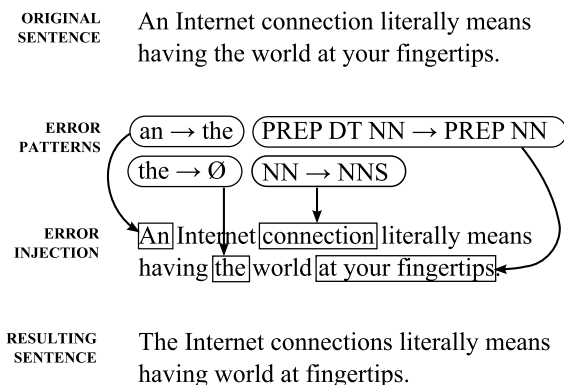 ORIGINAL
SENTENCE
An Internet connection literally means
having the world at your fingertips.
ERROR
PATTERNS
an → the
PREP DT NN → PREP NN
the → Ø
NN → NNS
ERROR
INJECTION
An Internet connection literally means
having the world at your fingertips.
RESULTING
SENTENCE
The Internet connections literally means
having world at fingertips.